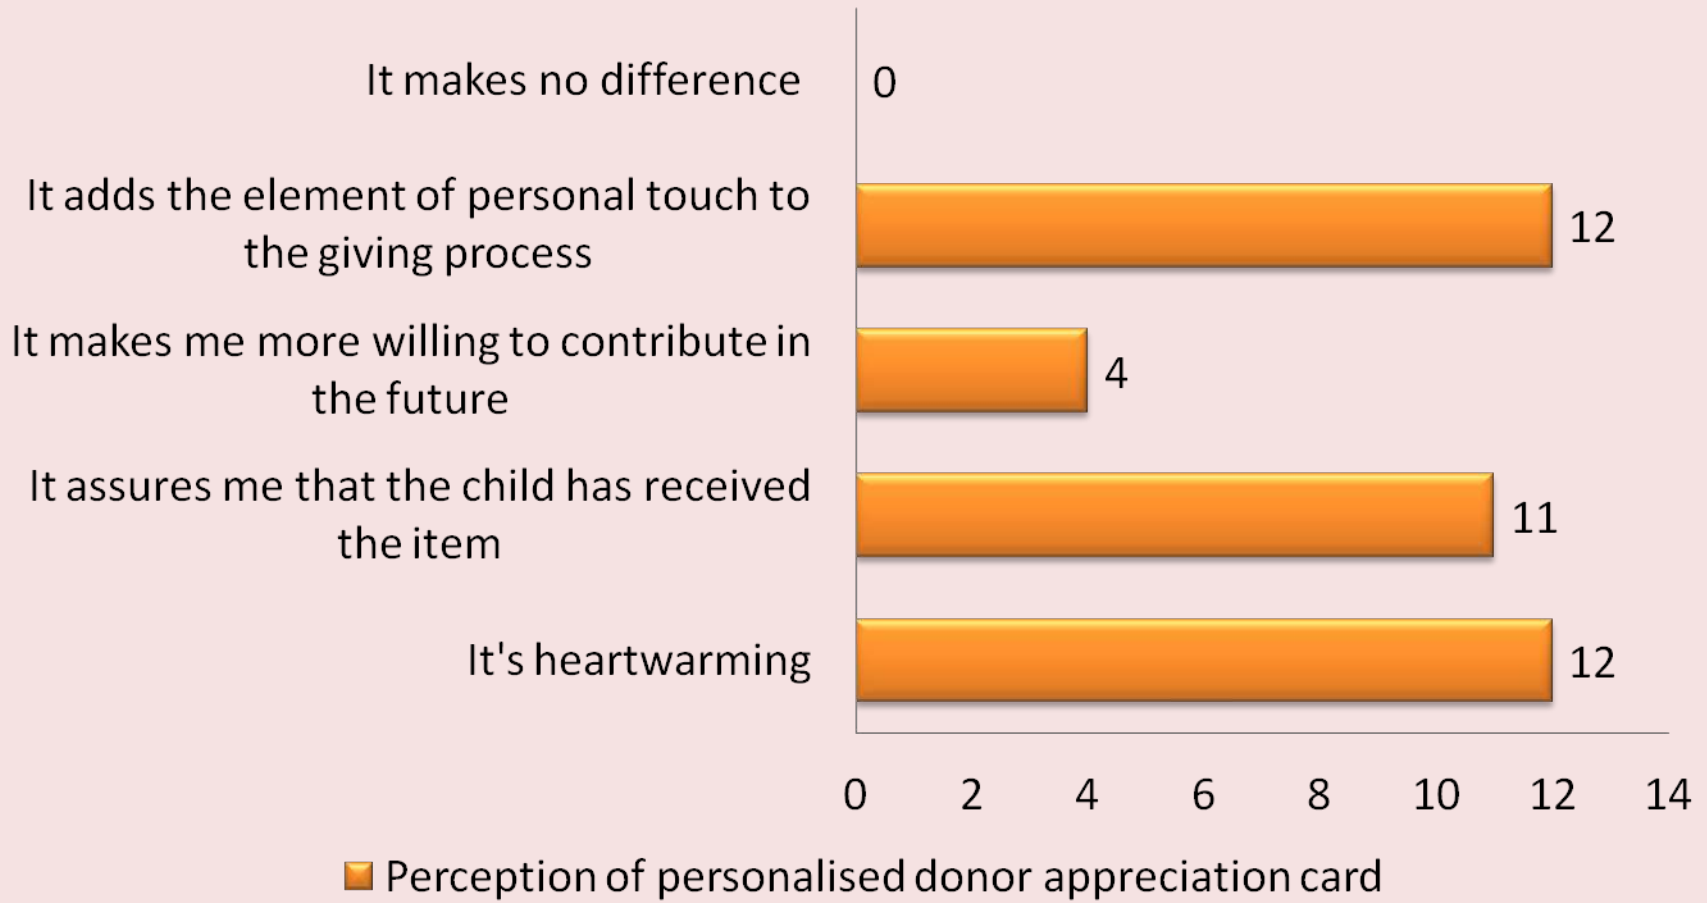 It makes no difference
0
It adds the element of personal touch to
the giving process
12
It makes me more willing to contribute in
the future
4
It assures me that the child has received
the item
11
It's heartwarming
12
0 2 4 6 8 10 12 14
Perception of personalised donor appreciation card